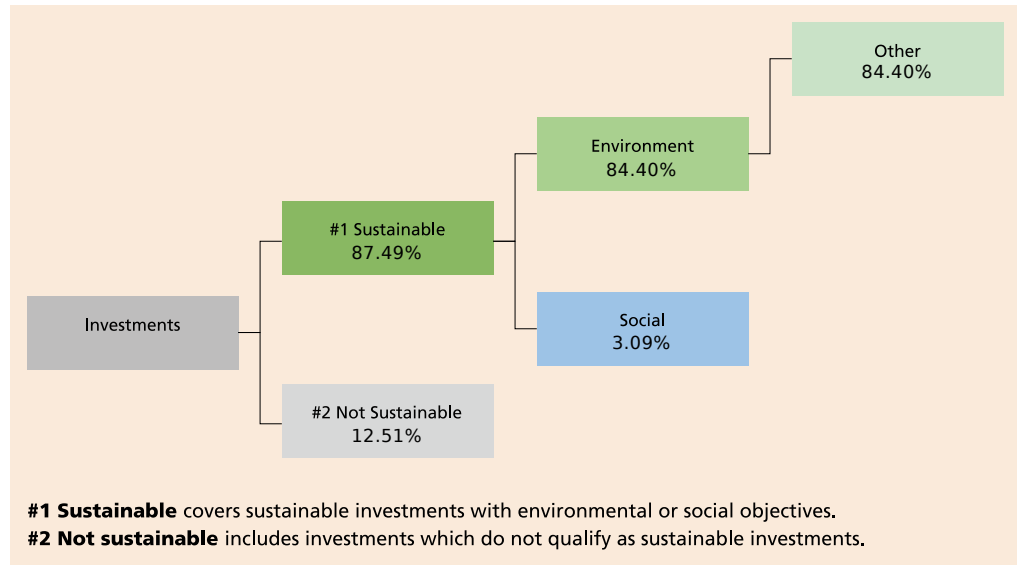 Other
84.40%
Environment
84.40%
#1 Sustainable
87.49%
Social
3.09%
Investments
#2 Not Sustainable
12.51%
#1 Sustainable covers sustainable investments with environmental or social objectives.
#2 Not sustainable includes investments which do not qualify as sustainable investments.